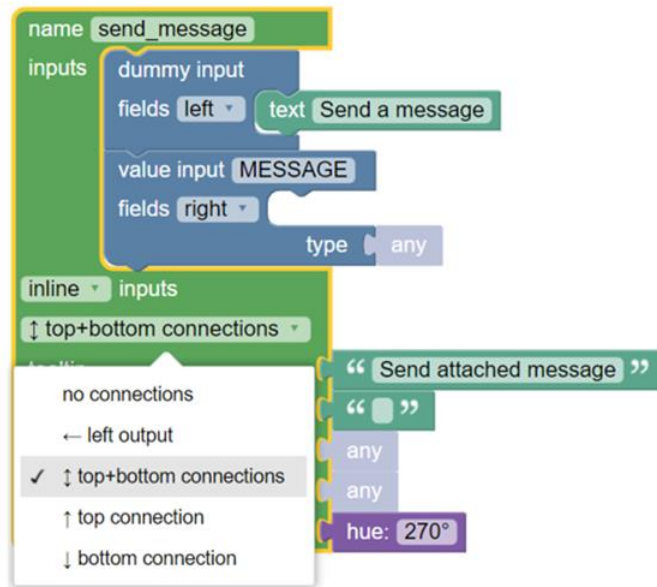 name send_message
inputs dummy input
fields left text Send a message
value input MESSAGE
fields right
type any
inline inputs
↕ top+bottom connections
“ Send attached message ”
no connections
“ ”
← left output
any
✓ ↕ top+bottom connections
any
↑ top connection
hue: 270°
↓ bottom connection